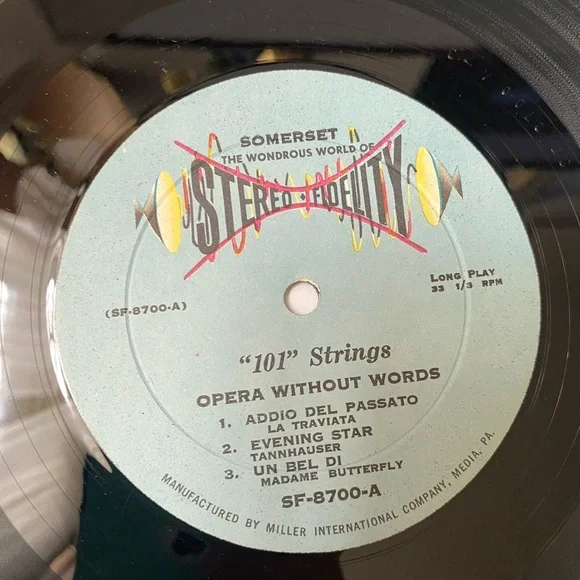 SOMERSET
THE WONDROUS WORLD OF
STEREO • FIDELITY
(SF-8700-A)
LONG PLAY
33 1/3 RPM
"101" Strings
OPERA WITHOUT WORDS
1. ADDIO DEL PASSATO
LA TRAVIATA
2. EVENING STAR
TANNHAUSER
3. UN BEL DI
MADAME BUTTERFLY
SF-8700-A
MANUFACTURED BY MILLER INTERNATIONAL COMPANY, MEDIA, PA.